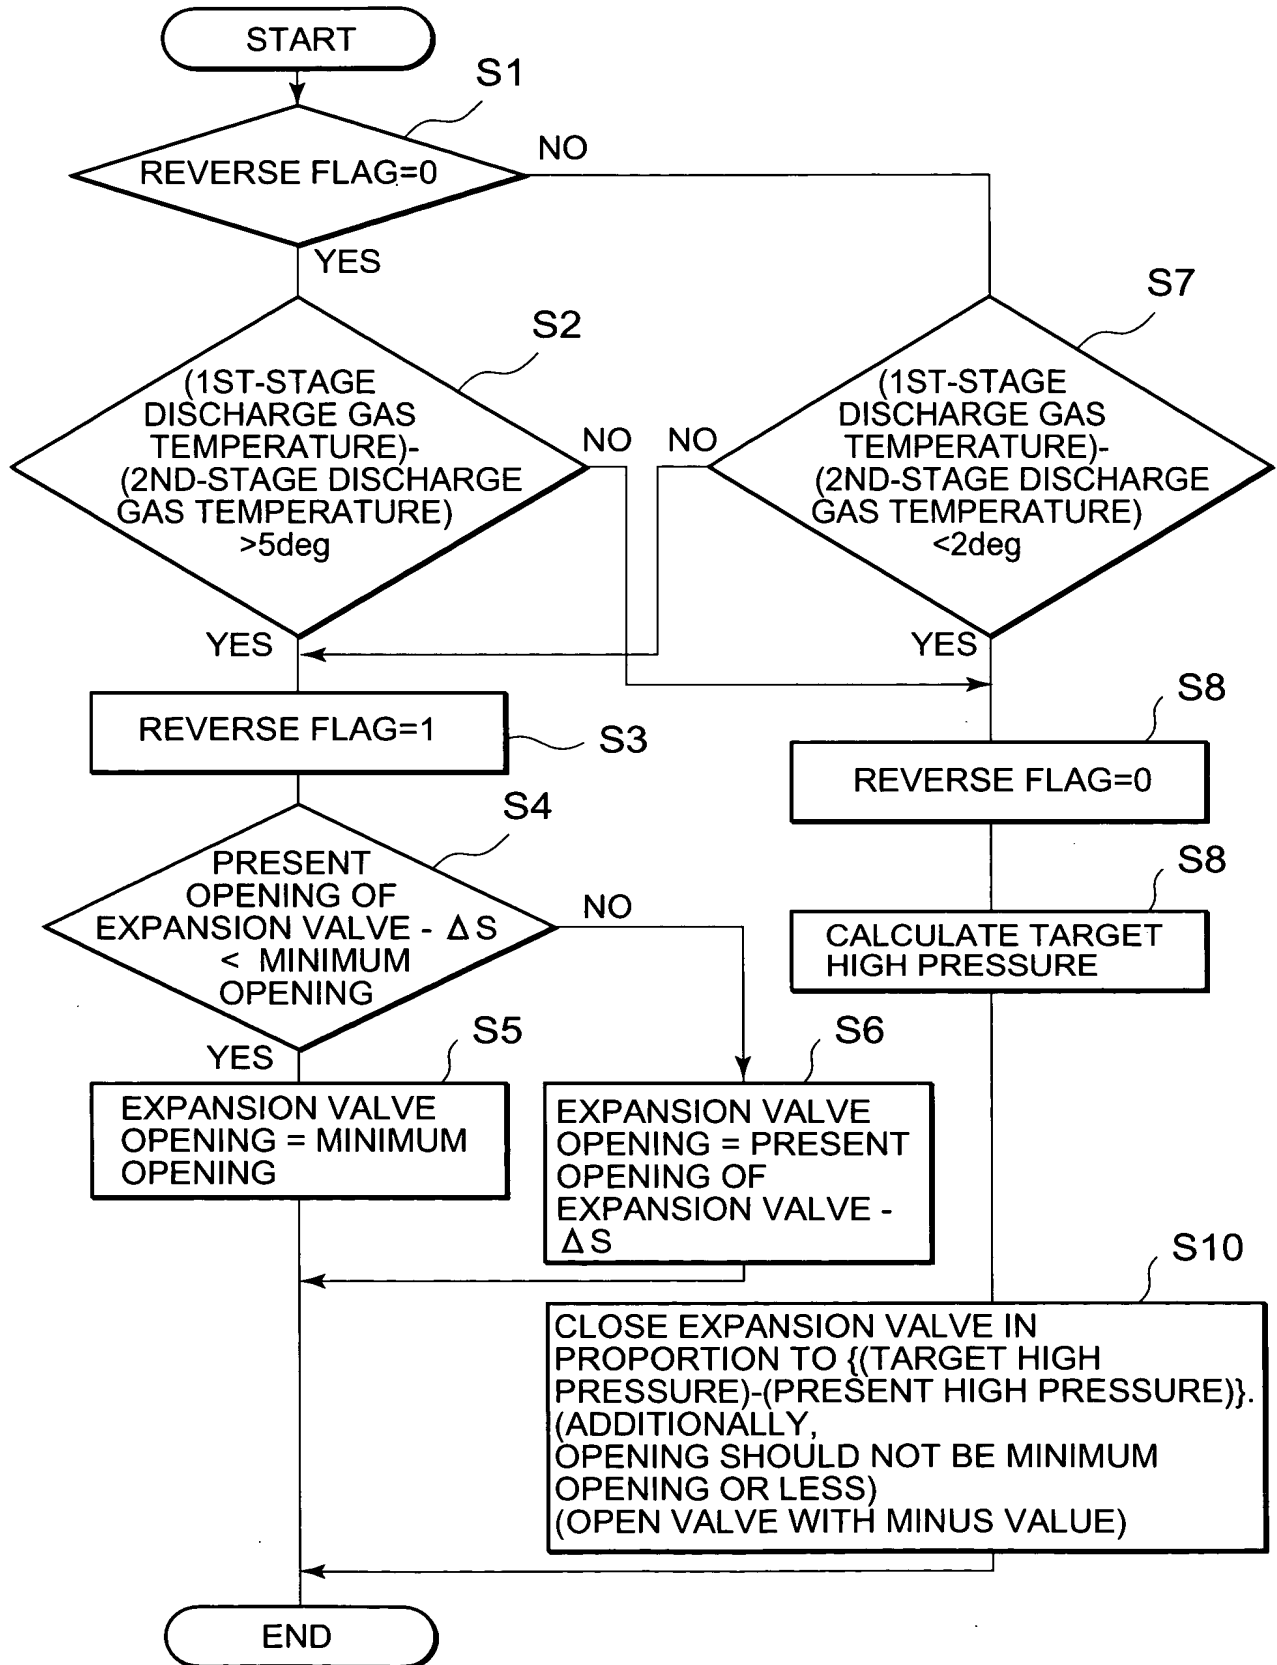 START
S1
REVERSE FLAG=0
NO
YES
S2
(1ST-STAGE
DISCHARGE GAS
TEMPERATURE)-
(2ND-STAGE DISCHARGE
GAS TEMPERATURE)
>5deg
NO
YES
S7
(1ST-STAGE
DISCHARGE GAS
TEMPERATURE)-
(2ND-STAGE DISCHARGE
GAS TEMPERATURE)
<2deg
NO
YES
REVERSE FLAG=1
S3
S8
REVERSE FLAG=0
S4
PRESENT
OPENING OF
EXPANSION VALVE - ΔS
< MINIMUM
OPENING
NO
YES
S8
CALCULATE TARGET
HIGH PRESSURE
S5
EXPANSION VALVE
OPENING = MINIMUM
OPENING
S6
EXPANSION VALVE
OPENING = PRESENT
OPENING OF
EXPANSION VALVE -
ΔS
S10
CLOSE EXPANSION VALVE IN
PROPORTION TO {(TARGET HIGH
PRESSURE)-(PRESENT HIGH PRESSURE)}.
(ADDITIONALLY,
OPENING SHOULD NOT BE MINIMUM
OPENING OR LESS)
(OPEN VALVE WITH MINUS VALUE)
END